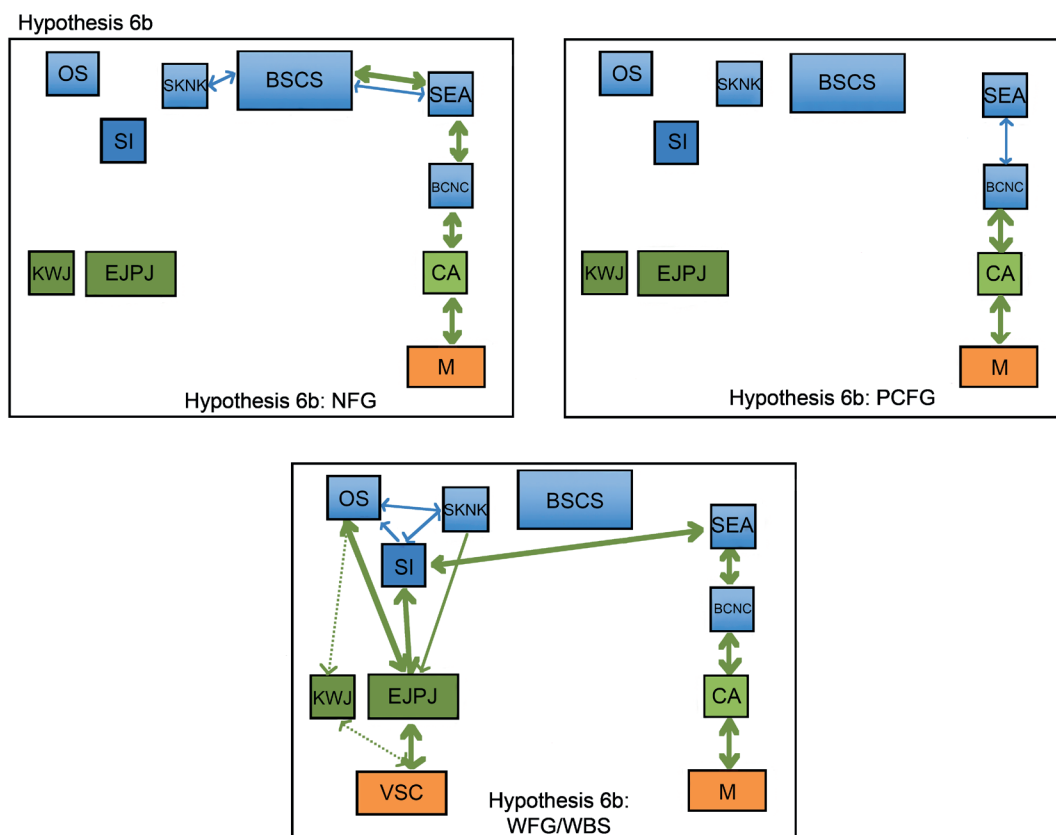 Hypothesis 6b
OS
SKNK
BSCS
SEA
SI
BCNC
KWJ
EJPJ
CA
M
Hypothesis 6b: NFG
OS
SKNK
BSCS
SEA
SI
BCNC
KWJ
EJPJ
CA
M
Hypothesis 6b: PCFG
OS
SKNK
BSCS
SEA
SI
BCNC
KWJ
EJPJ
CA
VSC
M
Hypothesis 6b:
WFG/WBS